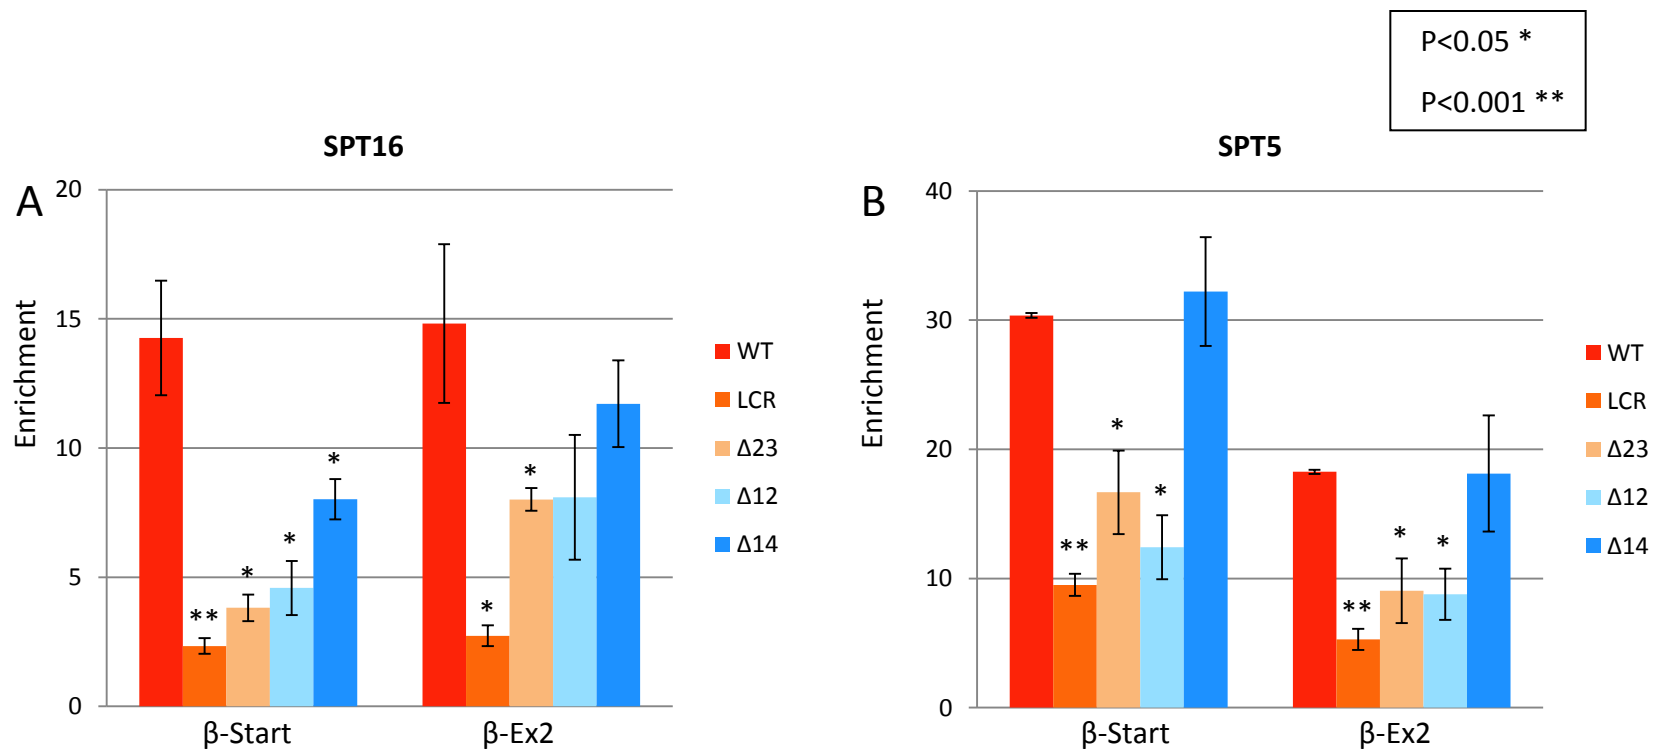 P<0.05 *
P<0.001 **
SPT16
A
20
15
10
5
0
Enrichment
**
*
*
*
*
*
β-Start
β-Ex2
WT
LCR
Δ23
Δ12
Δ14
SPT5
B
40
30
20
10
0
Enrichment
**
*
*
**
*
*
β-Start
β-Ex2
WT
LCR
Δ23
Δ12
Δ14